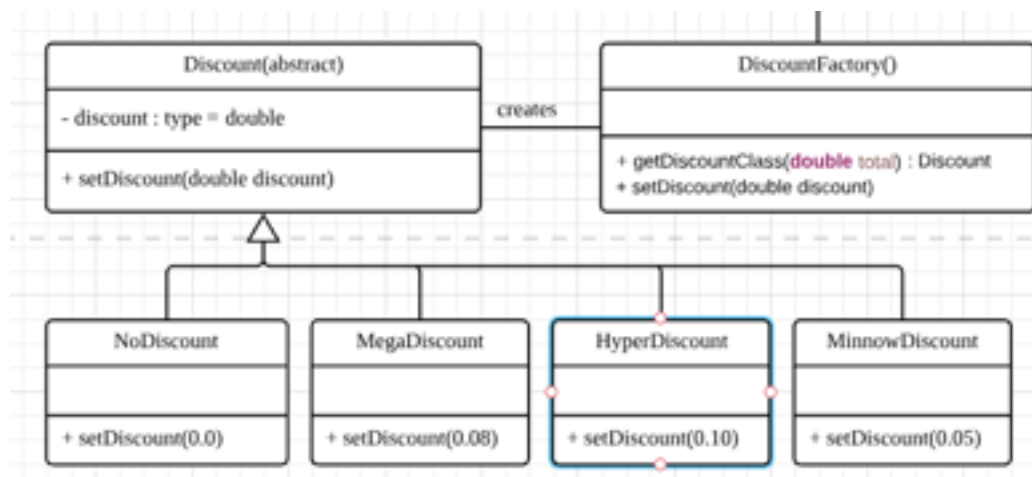 Discount(abstract)
- discount : type = double
+ setDiscount(double discount)
creates
DiscountFactory()
+ getDiscountClass(double total) : Discount
+ setDiscount(double discount)
NoDiscount
+ setDiscount(0.0)
MegaDiscount
+ setDiscount(0.08)
HyperDiscount
+ setDiscount(0.10)
MinnowDiscount
+ setDiscount(0.05)